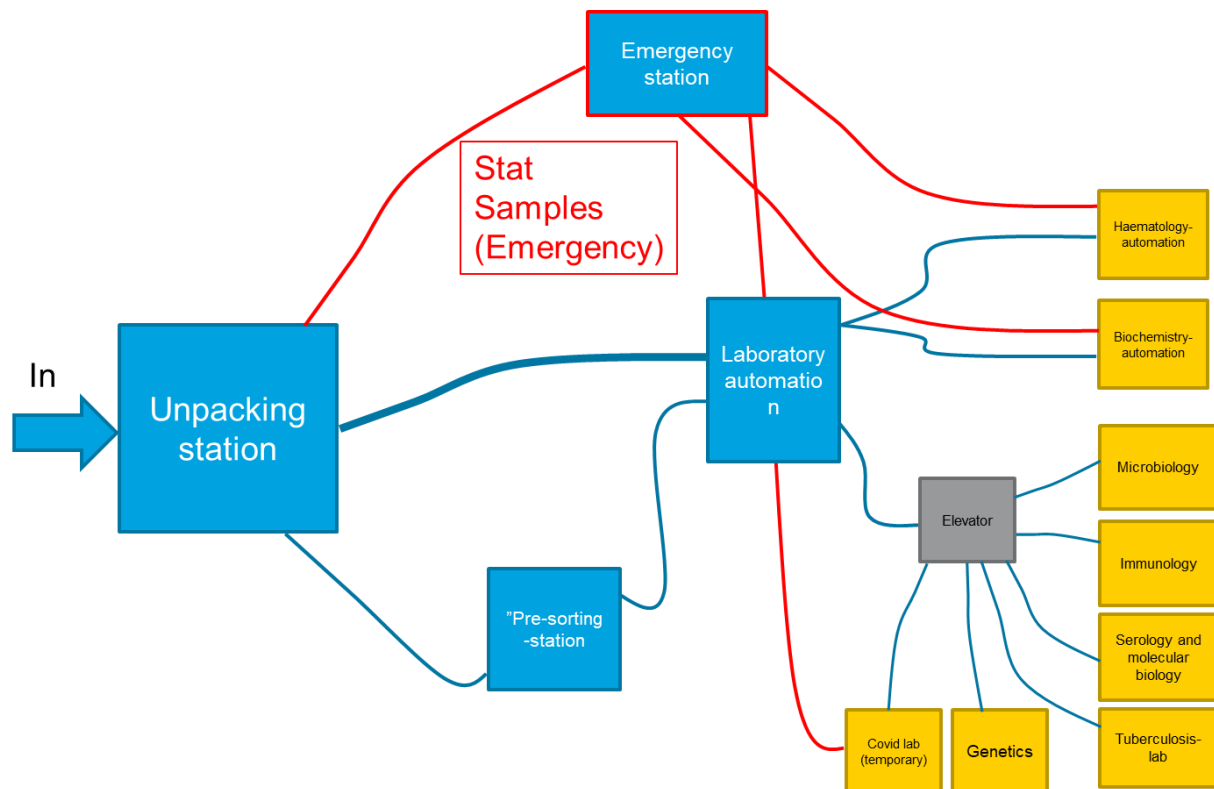 Emergency
station
Stat
Samples
(Emergency)
Haematology-
automation
In
Unpacking
station
Laboratory
automatio
n
Biochemistry-
automation
Microbiology
Elevator
Immunology
”Pre-sorting
-station
Serology and
molecular
biology
Covid lab
(temporary)
Genetics
Tuberculosis-
lab